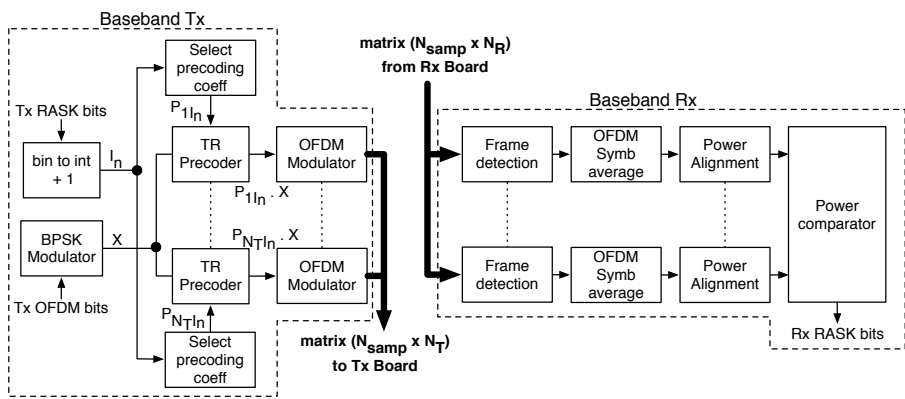 Baseband Tx
Select
precoding
coeff
Tx RASK bits
P1In
bin to int
+ 1
In
TR
Precoder
OFDM
Modulator
P1In . X
BPSK
Modulator
X
PNTIn . X
TR
Precoder
OFDM
Modulator
Tx OFDM bits
PNTIn
Select
precoding
coeff
matrix (Nsamp x NT)
to Tx Board
matrix (Nsamp x NR)
from Rx Board
Baseband Rx
Frame
detection
OFDM
Symb
average
Power
Alignment
Power
comparator
Frame
detection
OFDM
Symb
average
Power
Alignment
Rx RASK bits